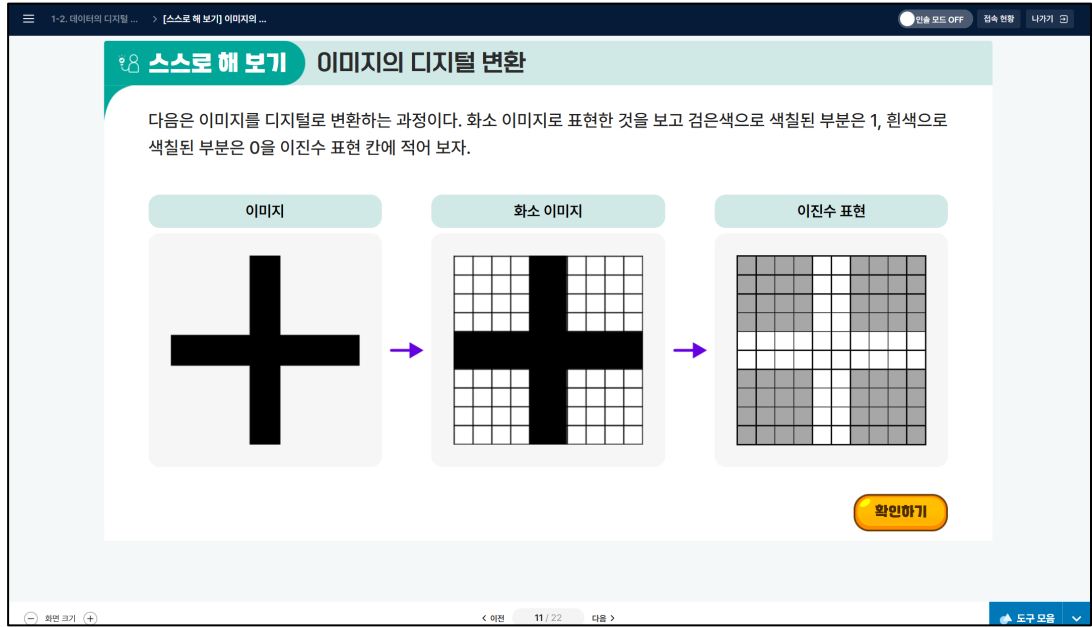 1-2. 데이터의 디지털 ... > [스스로 해 보기] 이미지의 ...
인솔 모드 OFF 접속 현황 나가기
스스로 해 보기 이미지의 디지털 변환
다음은 이미지를 디지털로 변환하는 과정이다. 화소 이미지로 표현한 것을 보고 검은색으로 색칠된 부분은 1, 흰색으로
색칠된 부분은 0을 이진수 표현 칸에 적어 보자.
이미지 화소 이미지 이진수 표현
확인하기
화면 크기 < 이전 11 / 22 다음 > 도구 모음